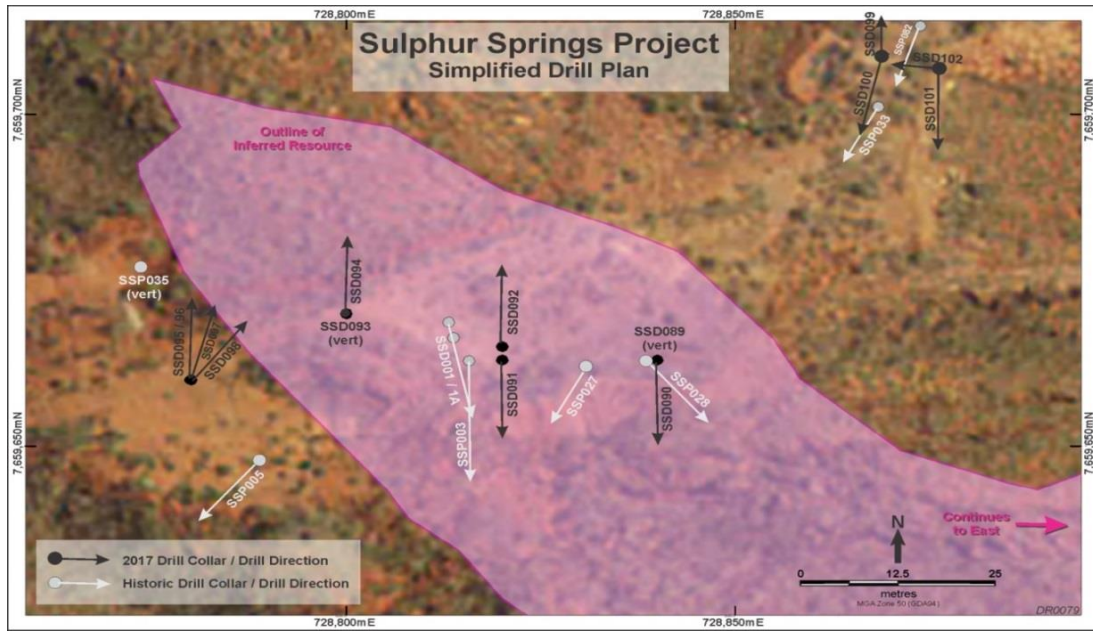 728,800mE
728,850mE
Sulphur Springs Project
Simplified Drill Plan
SSD099
SSP082
SSD102
SSD100
SSD101
SSP033
7,659,700mN
7,659,700mN
Outline of
Inferred Resource
SSP035
(vert)
SSD094
SSD093
(vert)
SSD092
SSD091
SSD089
(vert)
SSD090
SSP028
SSP027
SSD001 / 1A
SSP003
SSD095 / 96
SSD097
SSD098
SSP005
7,659,650mN
7,659,650mN
Continues
to East
N
2017 Drill Collar / Drill Direction
Historic Drill Collar / Drill Direction
0 12.5 25
metres
MGA Zone 50 (GDA94)
DR0079
728,800mE
728,850mE